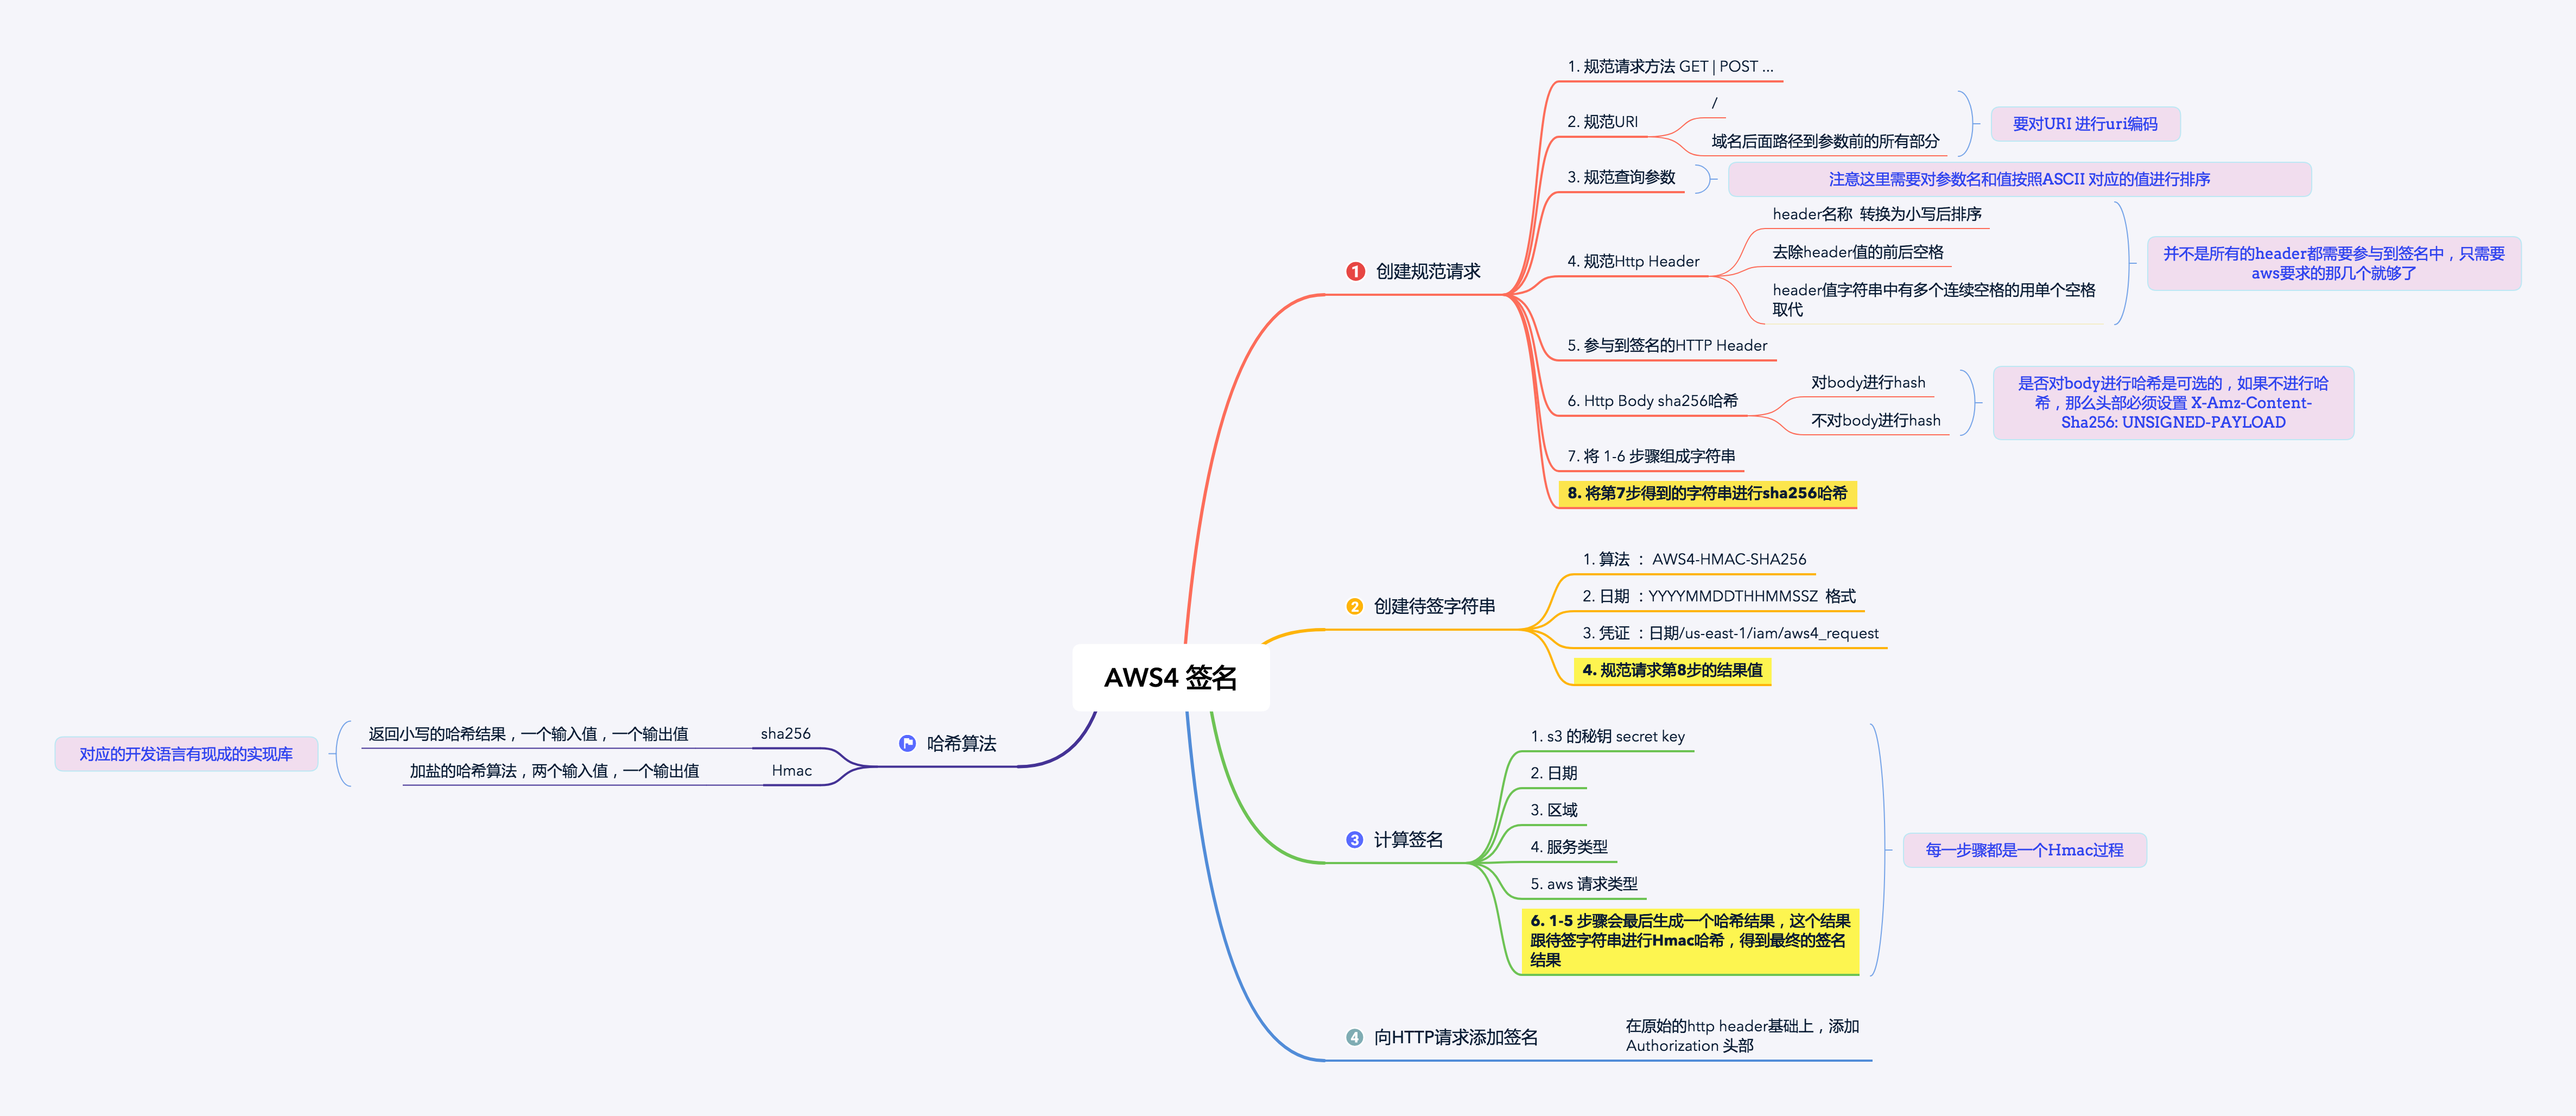 AWS4 签名
1 创建规范请求
1. 规范请求方法 GET | POST ...
2. 规范URI
/
域名后面路径到参数前的所有部分
要对URI 进行uri编码
3. 规范查询参数
注意这里需要对参数名和值按照ASCII 对应的值进行排序
4. 规范Http Header
header名称 转换为小写后排序
去除header值的前后空格
header值字符串中有多个连续空格的用单个空格
取代
并不是所有的header都需要参与到签名中，只需要
aws要求的那几个就够了
5. 参与到签名的HTTP Header
6. Http Body sha256哈希
对body进行hash
不对body进行hash
是否对body进行哈希是可选的，如果不进行哈
希，那么头部必须设置 X-Amz-Content-
Sha256: UNSIGNED-PAYLOAD
7. 将 1-6 步骤组成字符串
8. 将第7步得到的字符串进行sha256哈希
2 创建待签字符串
1. 算法 ： AWS4-HMAC-SHA256
2. 日期 ：YYYYMMDDTHHMMSSZ 格式
3. 凭证 ：日期/us-east-1/iam/aws4_request
4. 规范请求第8步的结果值
3 计算签名
1. s3 的秘钥 secret key
2. 日期
3. 区域
4. 服务类型
5. aws 请求类型
6. 1-5 步骤会最后生成一个哈希结果，这个结果
跟待签字符串进行Hmac哈希，得到最终的签名
结果
每一步骤都是一个Hmac过程
4 向HTTP请求添加签名
在原始的http header基础上，添加
Authorization 头部
哈希算法
sha256
返回小写的哈希结果，一个输入值，一个输出值
Hmac
加盐的哈希算法，两个输入值，一个输出值
对应的开发语言有现成的实现库